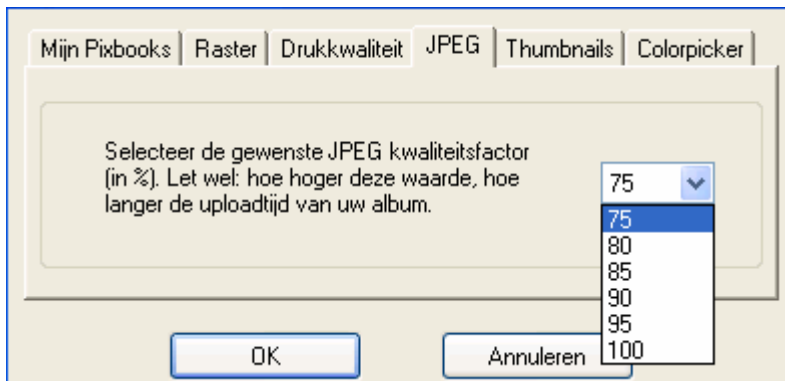 Mijn Pixbooks Raster Drukkwaliteit JPEG Thumbnails Colorpicker
Selecteer de gewenste JPEG kwaliteitsfactor
(in %). Let wel: hoe hoger deze waarde, hoe
langer de uploadtijd van uw album.
75
75
80
85
90
95
100
OK Annuleren